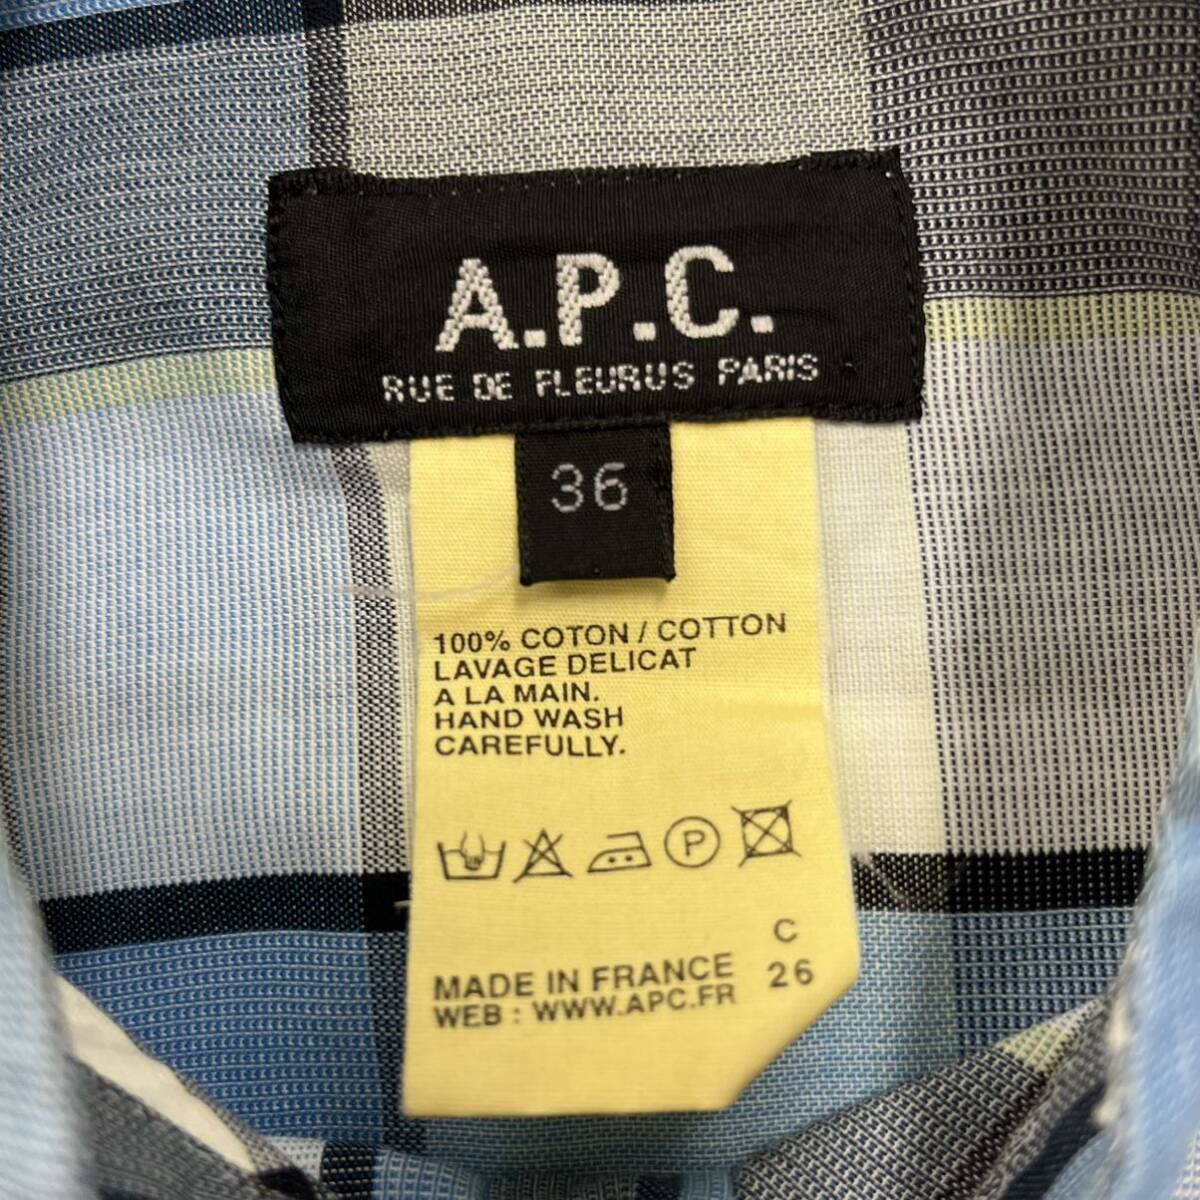 A.P.C.
RUE DE FLEURUS PARIS
36
100% COTON / COTTON
LAVAGE DELICAT
A LA MAIN.
HAND WASH
CAREFULLY.
P
C
MADE IN FRANCE 26
WEB : WWW.APC.FR